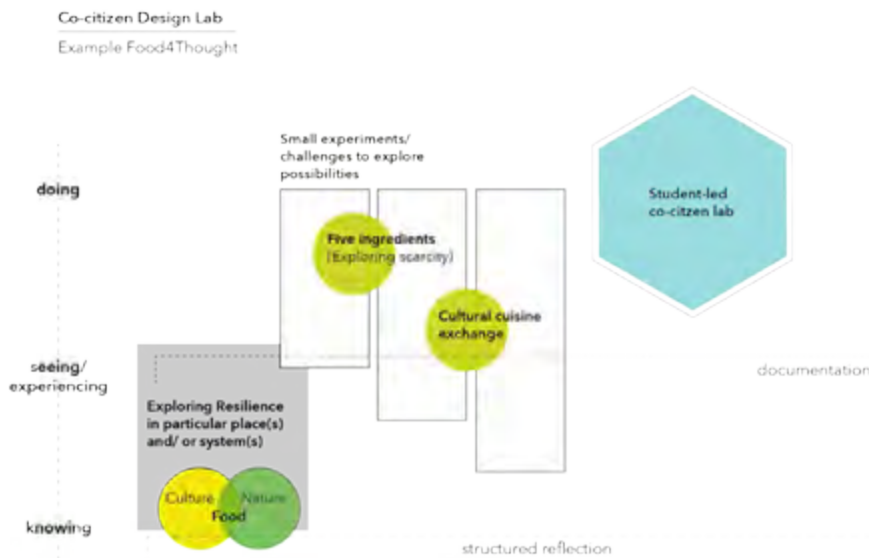 Co-citizen Design Lab
Example Food4Thought
Small experiments/
challenges to explore
possibilities
doing
Student-led
co-citzen lab
Five ingredients
(Exploring scarcity)
Cultural cuisine
exchange
seeing/
experiencing
documentation
Exploring Resilience
in particular place(s)
and/ or system(s)
Culture
Nature
Food
knowing
structured reflection